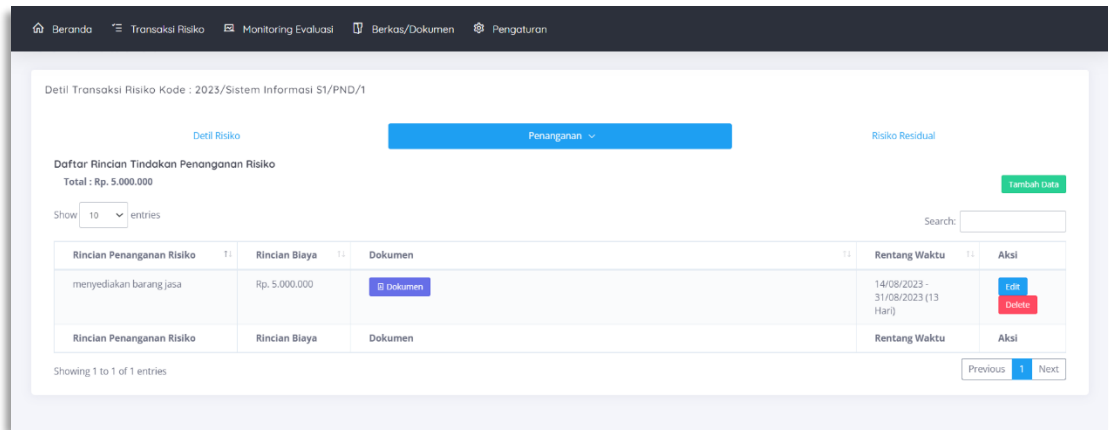 Beranda Transaksi Risiko Monitoring Evaluasi Berkas/Dokumen Pengaturan
Detil Transaksi Risiko Kode : 2023/Sistem Informasi S1/PND/1
Detil Risiko Penanganan Risiko Residual
Daftar Rincian Tindakan Penanganan Risiko
Total : Rp. 5.000.000
Tambah Data
Show 10 entries
Search:
Rincian Penanganan Risiko Rincian Biaya Dokumen Rentang Waktu Aksi
menyediakan barang jasa Rp. 5.000.000 Dokumen 14/08/2023 - Edit
31/08/2023 (13 Delete
Hari)
Rincian Penanganan Risiko Rincian Biaya Dokumen Rentang Waktu Aksi
Showing 1 to 1 of 1 entries Previous 1 Next